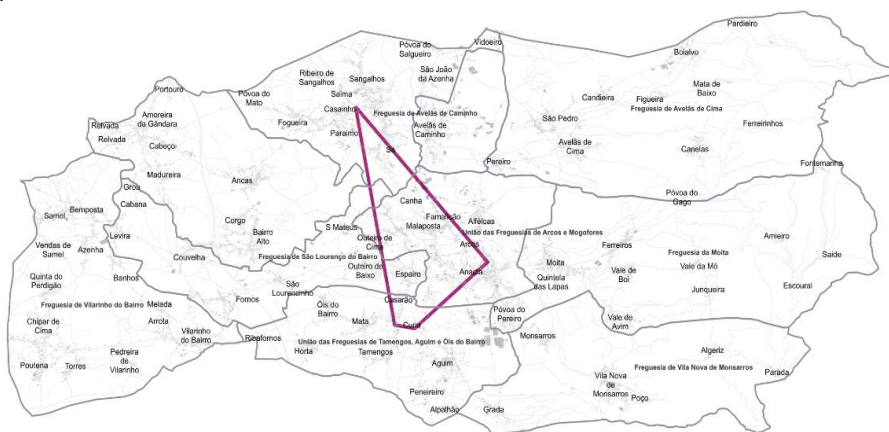 Pardieiro
Póvoa do
Salgueiro
Vidoeiro
Boialvo
Ribeiro de
Sangalhos
Sangalhos
São João
da Azenha
Mata de
Baixo
Portouro
Póvoa do
Mato
Saima
Candieira
Figueira
Freguesia de Avelãs de Cima
Casainho
Freguesia de Avelãs de Caminho
Amoreira
da Gândara
Fogueira
Paraimo
Avelãs de
Caminho
São Pedro
Ferreirinhos
Relvada
Relvada
Cabeço
Sá
Avelãs de
Cima
Canelas
Pereiro
Fontemanha
Madureira
Ancas
Grou
Cabana
Canha
Póvoa do
Gago
Samel
Bemposta
Corgo
Famalicão
Malaposta
Alféloas
Bairro
Alto
S Mateus
União das Freguesias de Arcos e Mogofores
Levira
Outeiro de
Cima
Arcos
Ferreiros
Amieiro
Vendas de
Samel
Azenha
Couvelha
Freguesia de São Lourenço do Bairro
Freguesia da Moita
Saide
Outeiro de
Baixo
Espairo
Anadia
Moita
Quintela
das Lapas
Vale de
Boi
Vale da Mó
Quinta do
Perdigão
Banhos
São
Lourencinho
Junqueira
Escoural
Freguesia de Vilarinho do Bairro
Melada
Fornos
Óis do
Bairro
Casarão
Póvoa do
Pereiro
Vale de
Avim
Chipar de
Cima
Arrota
Mata
Curia
Vilarinho
do Bairro
Ribafornos
Monsarros
União das Freguesias de Tamengos, Aguim e Óis do Bairro
Horta
Tamengos
Algeriz
Pedreira
de
Vilarinho
Poutena
Torres
Aguim
Freguesia de Vila Nova de Monsarros
Parada
Vila Nova
de
Monsarros
Peneireiro
Poço
Alpalhão
Grada